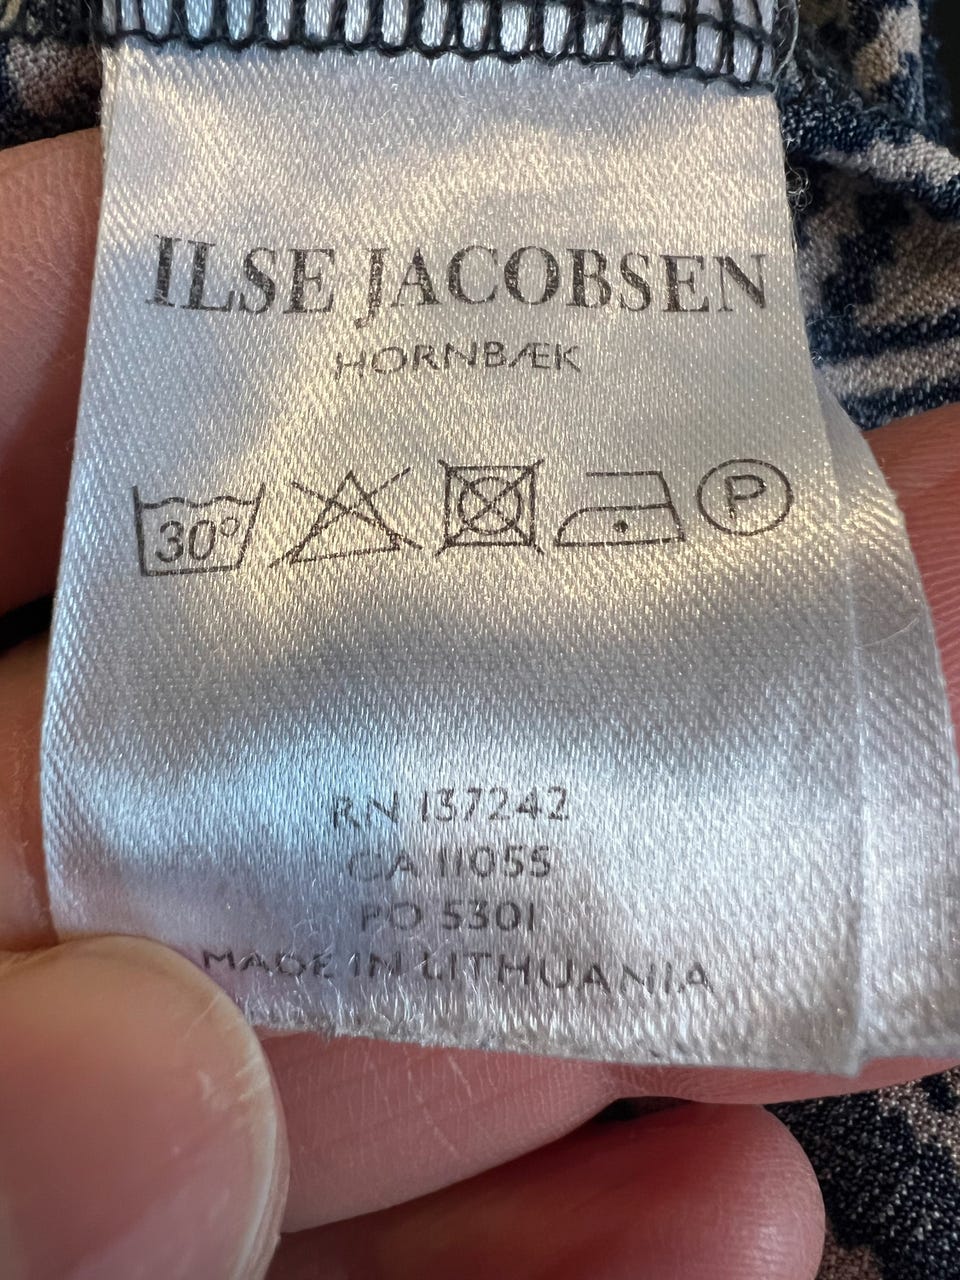 ILSE JACOBSEN
HORNBÆK
30° P
RN 137242
CA 11055
PO 5301
MADE IN LITHUANIA